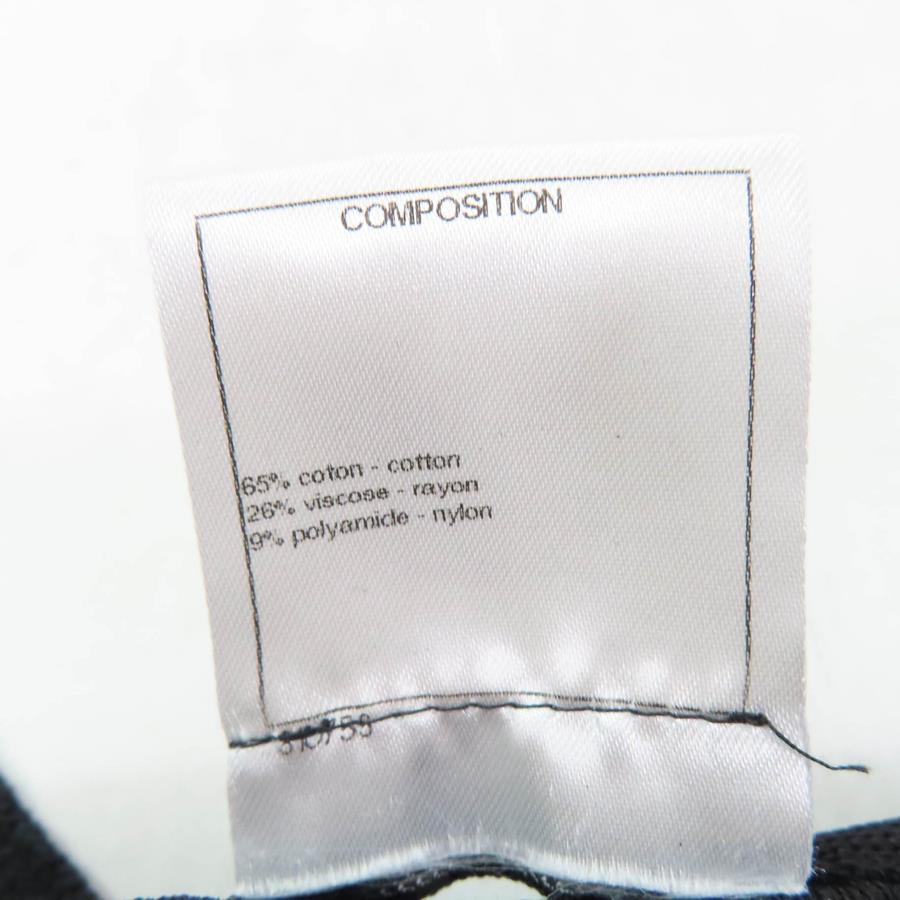 COMPOSITION
65% coton - cotton
26% viscose - rayon
9% polyamide - nylon